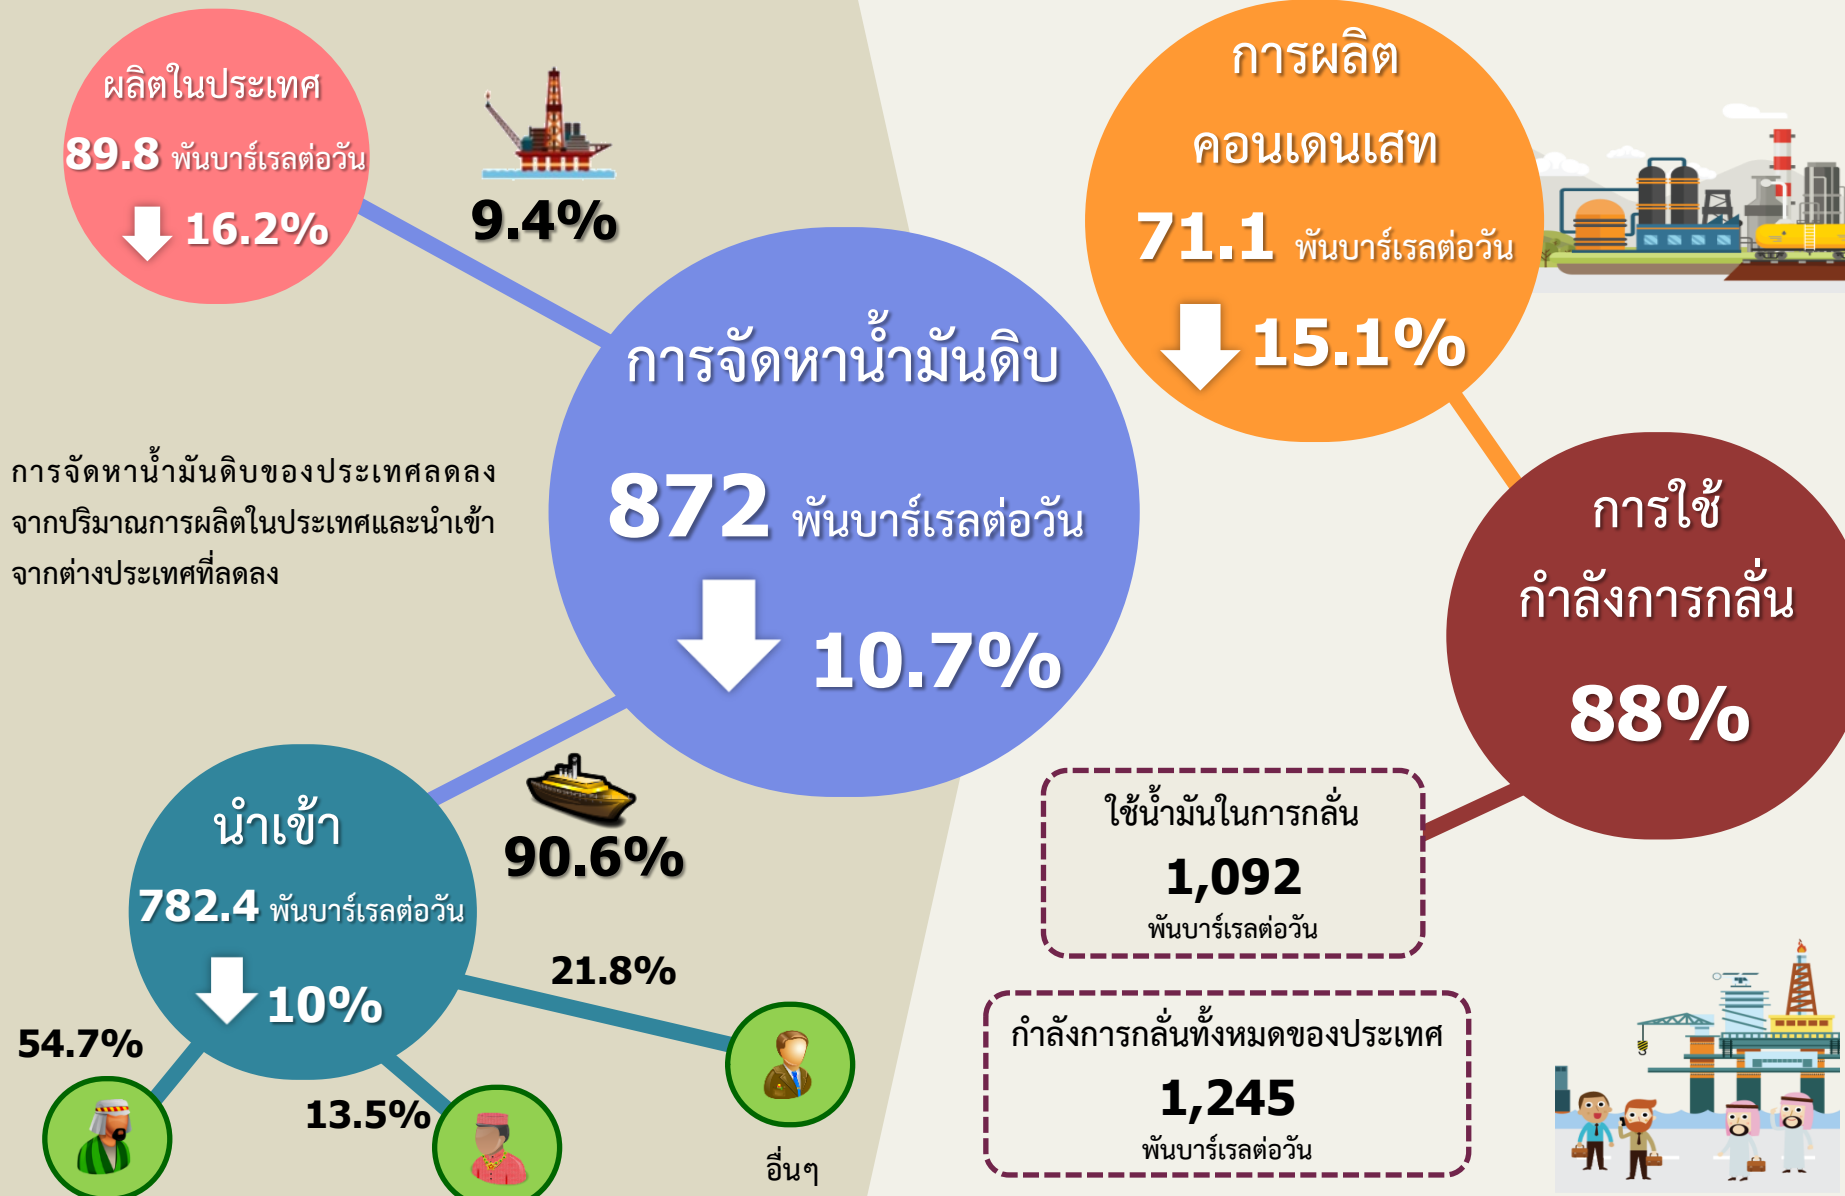 ผลิตในประเทศ
89.8 พันบาร์เรลต่อวัน
16.2%
9.4%
การจัดหาน้ำมันดิบ
872 พันบาร์เรลต่อวัน
10.7%
การจัดหาน้ำมันดิบของประเทศลดลง
จากปริมาณการผลิตในประเทศและนำเข้า
จากต่างประเทศที่ลดลง
90.6%
นำเข้า
782.4 พันบาร์เรลต่อวัน
10%
54.7%
13.5%
21.8%
อื่นๆ
การผลิต
คอนเดนเสท
71.1 พันบาร์เรลต่อวัน
15.1%
การใช้
กำลังการกลั่น
88%
ใช้น้ำมันในการกลั่น
1,092
พันบาร์เรลต่อวัน
กำลังการกลั่นทั้งหมดของประเทศ
1,245
พันบาร์เรลต่อวัน